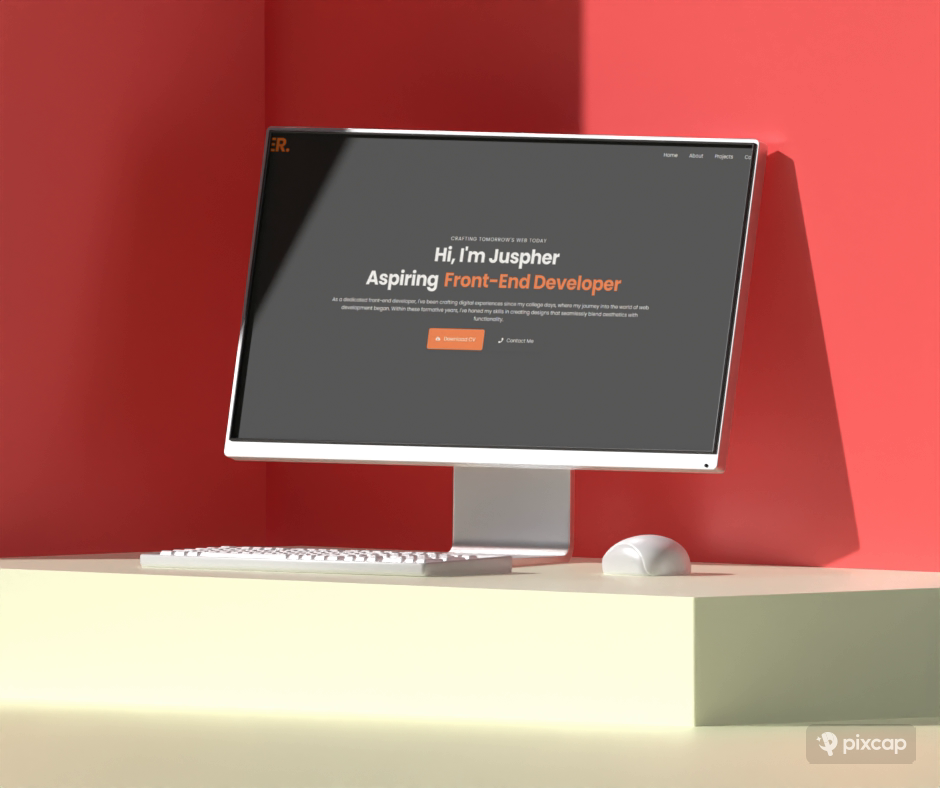 ER.
Home About Projects Co
CRAFTING TOMORROW'S WEB TODAY
Hi, I'm Juspher
Aspiring Front-End Developer
As a dedicated front-end developer, I've been crafting digital experiences since my college days, where my journey into the world of web
development began. Within these formative years, I've honed my skills in creating designs that seamlessly blend aesthetics with
functionality.
Download CV Contact Me
pixcap